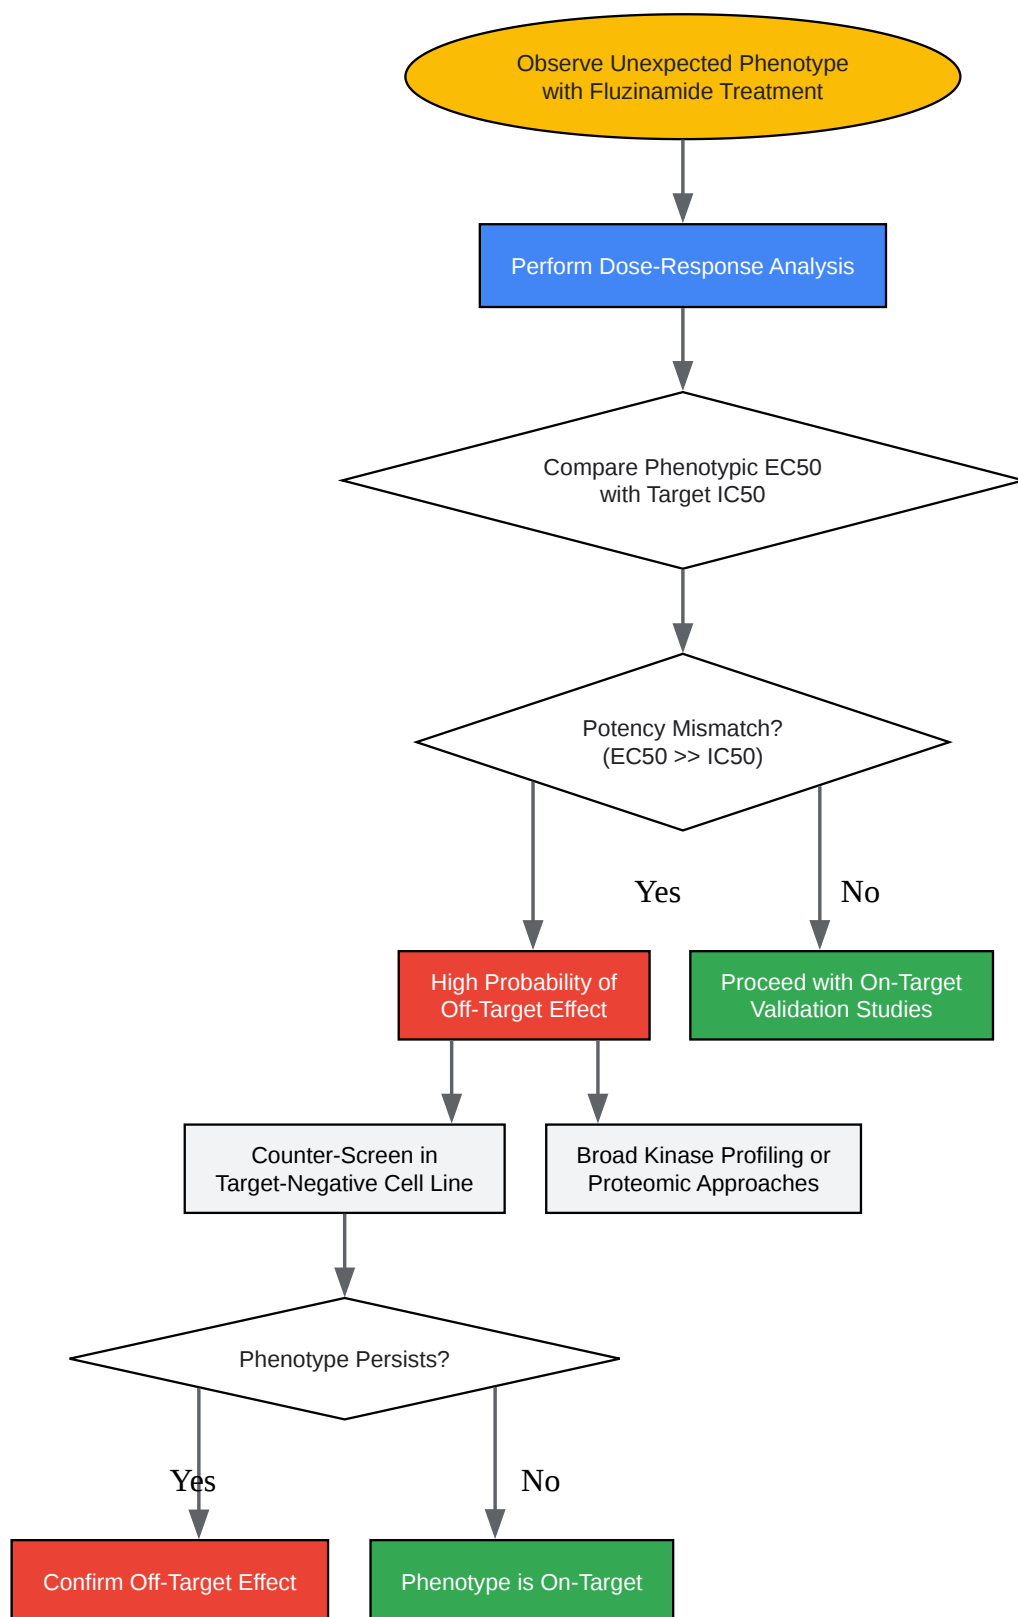 Observe Unexpected Phenotype
with Fluzinamide Treatment
Perform Dose-Response Analysis
Compare Phenotypic EC50
with Target IC50
Potency Mismatch?
(EC50 >> IC50)
Yes
No
High Probability of
Off-Target Effect
Proceed with On-Target
Validation Studies
Counter-Screen in
Target-Negative Cell Line
Broad Kinase Profiling or
Proteomic Approaches
Phenotype Persists?
Yes
No
Confirm Off-Target Effect
Phenotype is On-Target